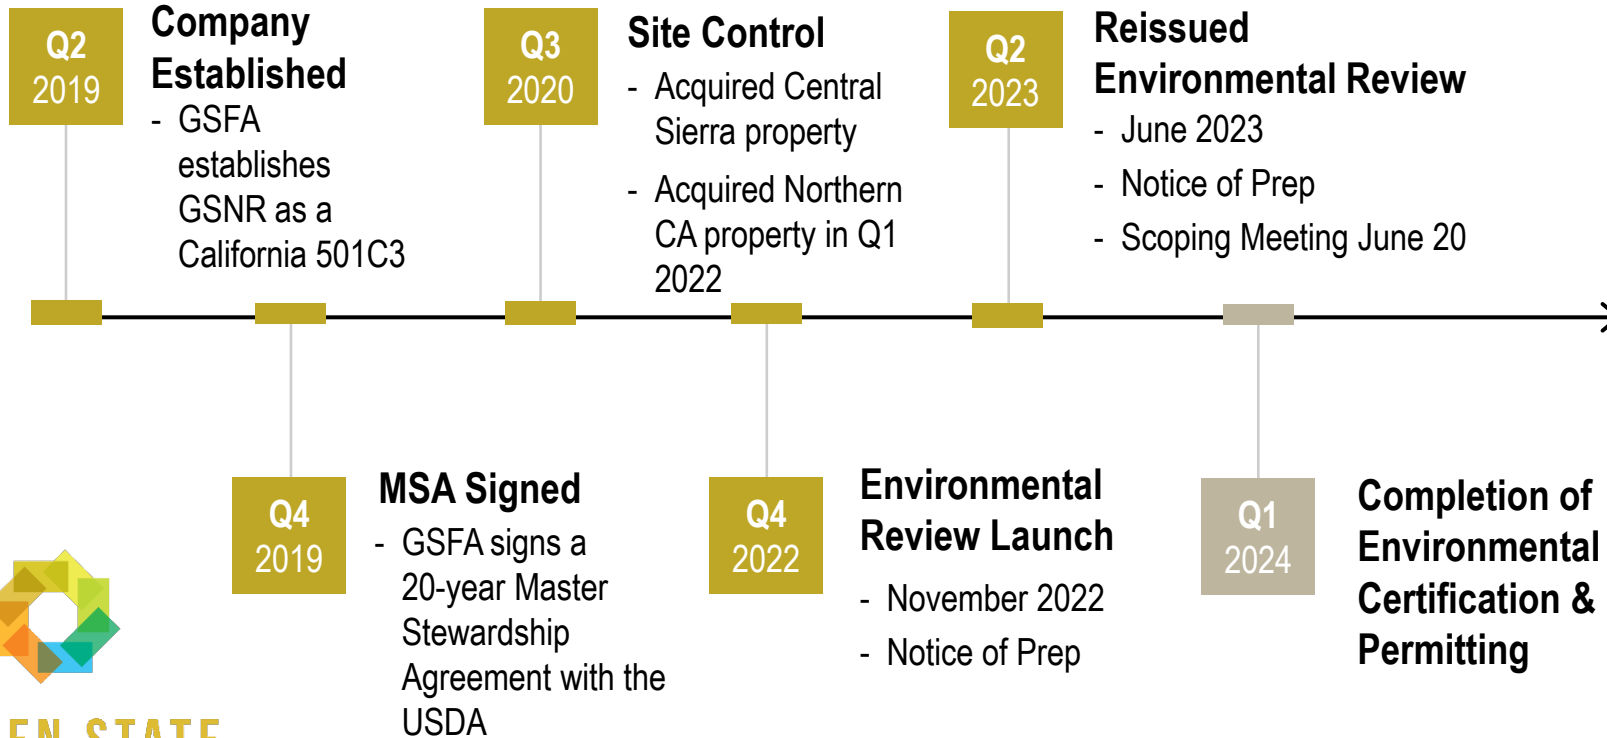 Q2
2019
Company
Established
- GSFA
establishes
GSNR as a
California 501C3
Q3
2020
Site Control
- Acquired Central
Sierra property
- Acquired Northern
CA property in Q1
2022
Q2
2023
Reissued
Environmental Review
- June 2023
- Notice of Prep
- Scoping Meeting June 20
Q4
2019
MSA Signed
- GSFA signs a
20-year Master
Stewardship
Agreement with the
USDA
Q4
2022
Environmental
Review Launch
- November 2022
- Notice of Prep
Q1
2024
Completion of
Environmental
Certification &
Permitting
EN STATE